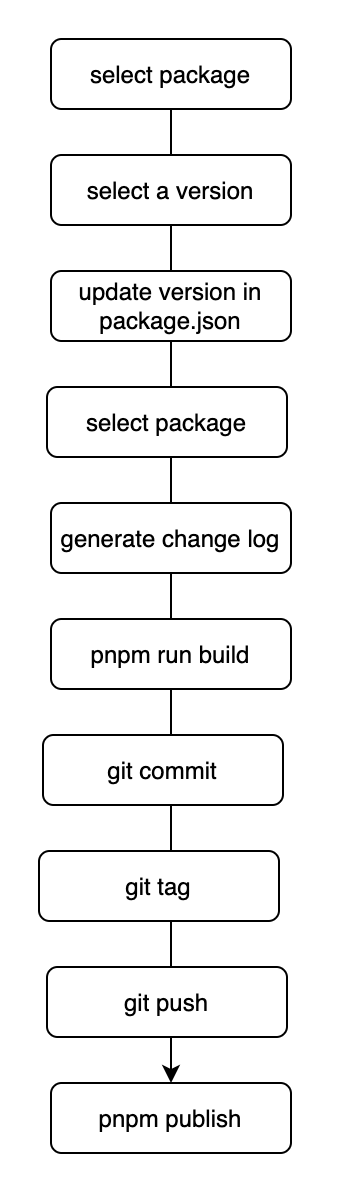 select package
select a version
update version in
package.json
select package
generate change log
pnpm run build
git commit
git tag
git push
pnpm publish